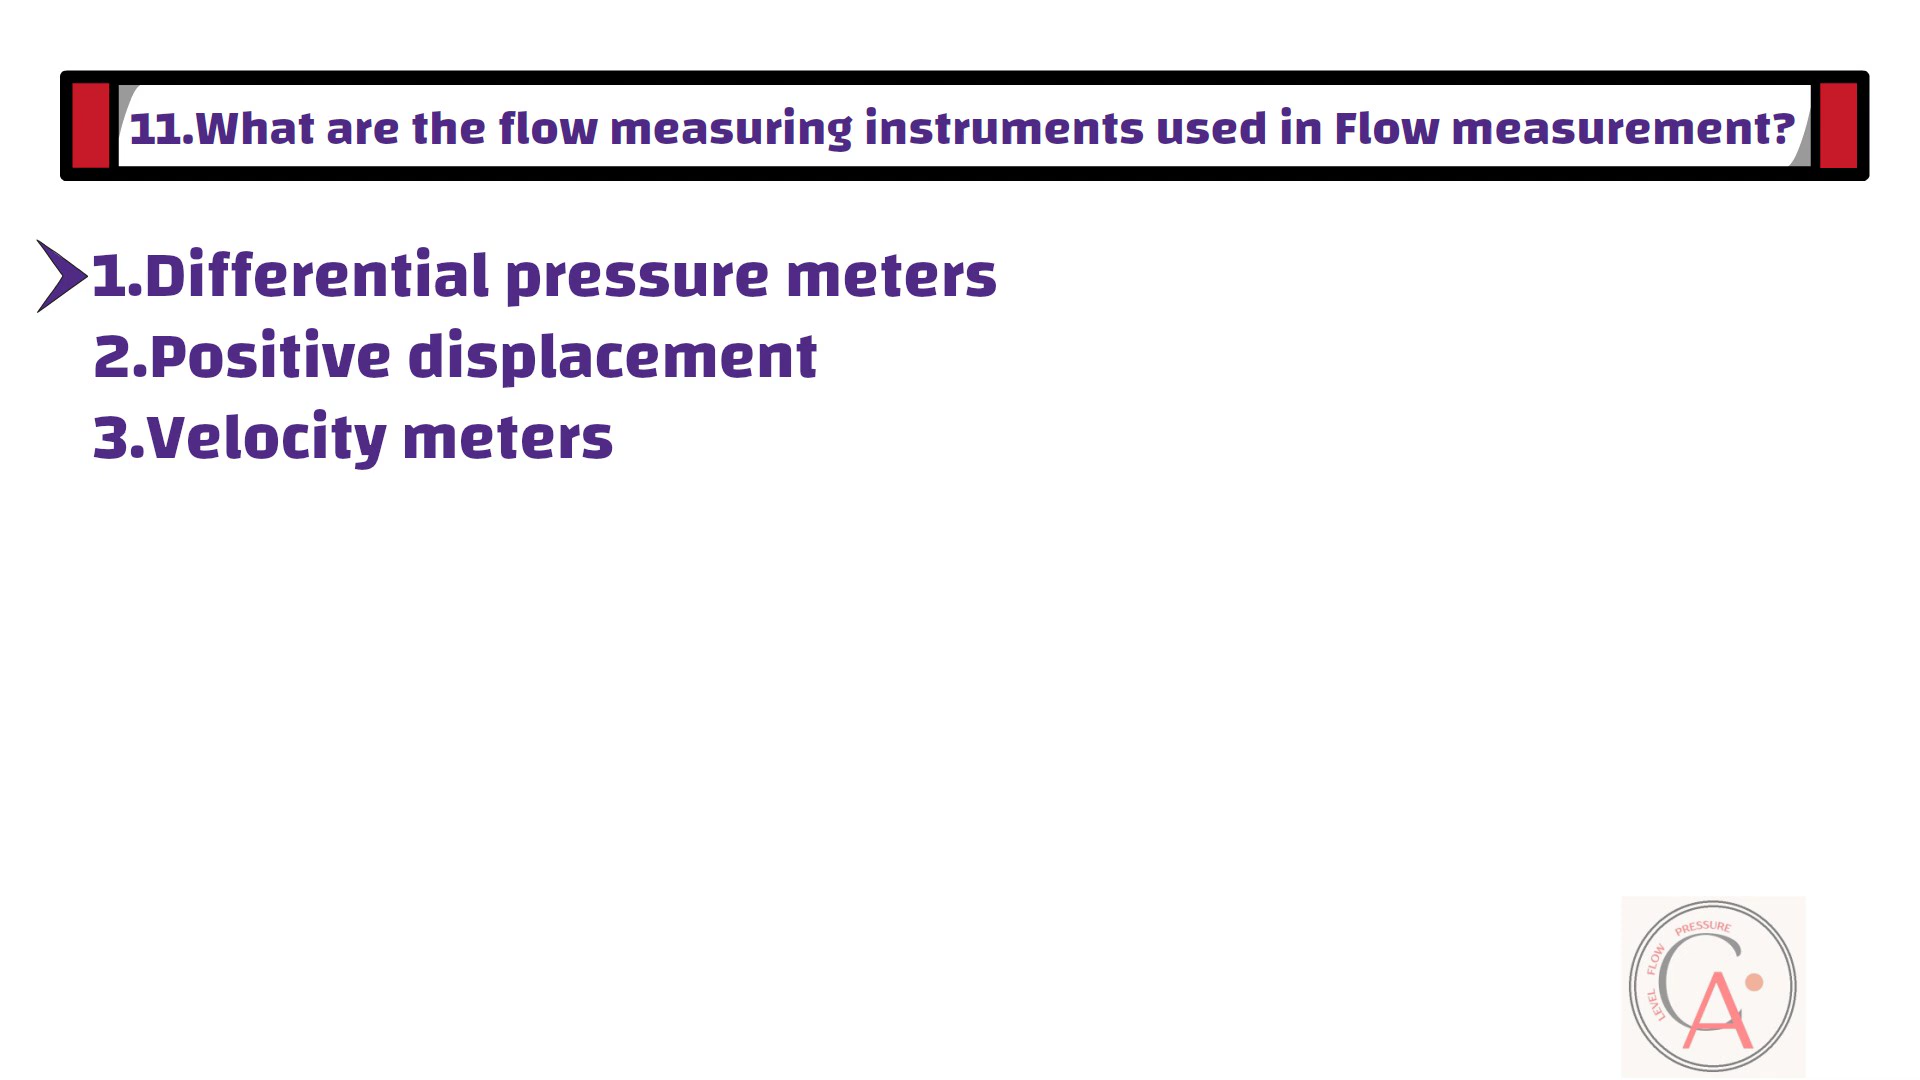 11.What are the flow measuring instruments used in Flow measurement?
1.Differential pressure meters
2.Positive displacement
3.Velocity meters
LEVEL FLOW PRESSURE
CA